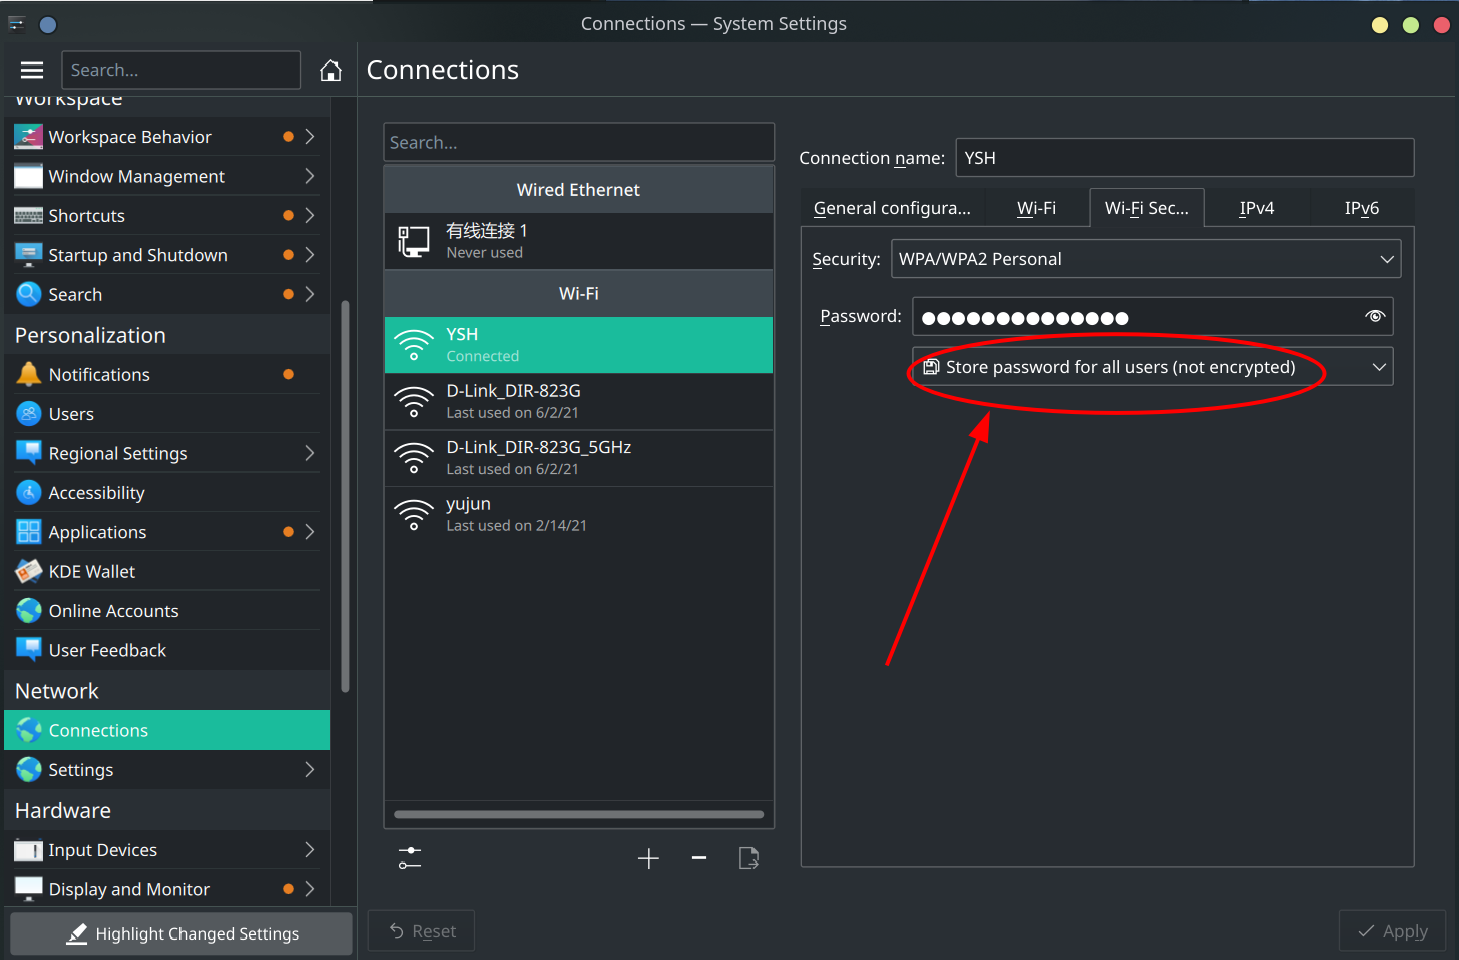 Connections — System Settings
Search...
Connections
Workspace
Workspace Behavior
Window Management
Shortcuts
Startup and Shutdown
Search
Personalization
Notifications
Users
Regional Settings
Accessibility
Applications
KDE Wallet
Online Accounts
User Feedback
Network
Connections
Settings
Hardware
Input Devices
Display and Monitor
Highlight Changed Settings
Search...
Wired Ethernet
有线连接 1
Never used
Wi-Fi
YSH
Connected
D-Link_DIR-823G
Last used on 6/2/21
D-Link_DIR-823G_5GHz
Last used on 6/2/21
yujun
Last used on 2/14/21
Connection name: YSH
General configura... Wi-Fi Wi-Fi Sec... IPv4 IPv6
Security: WPA/WPA2 Personal
Password: ●●●●●●●●●●●●●●
Store password for all users (not encrypted)
Reset
Apply